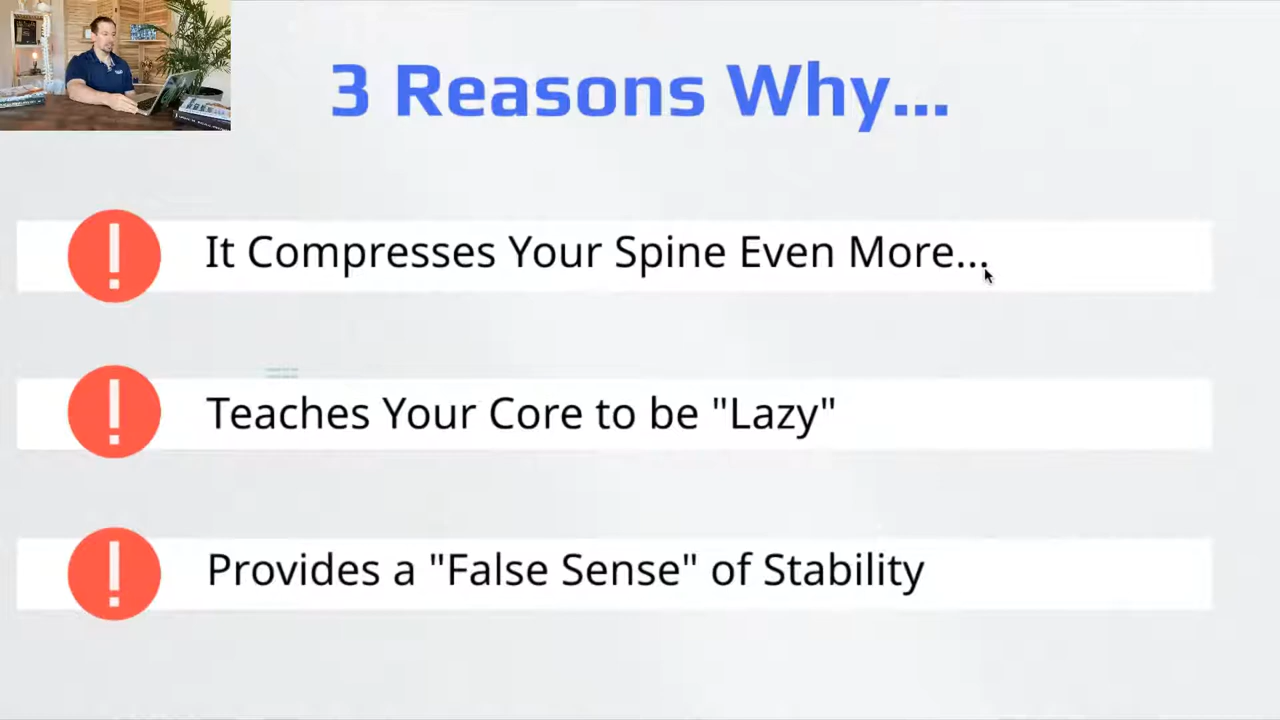 3 Reasons Why...
It Compresses Your Spine Even More...
Teaches Your Core to be "Lazy"
Provides a "False Sense" of Stability